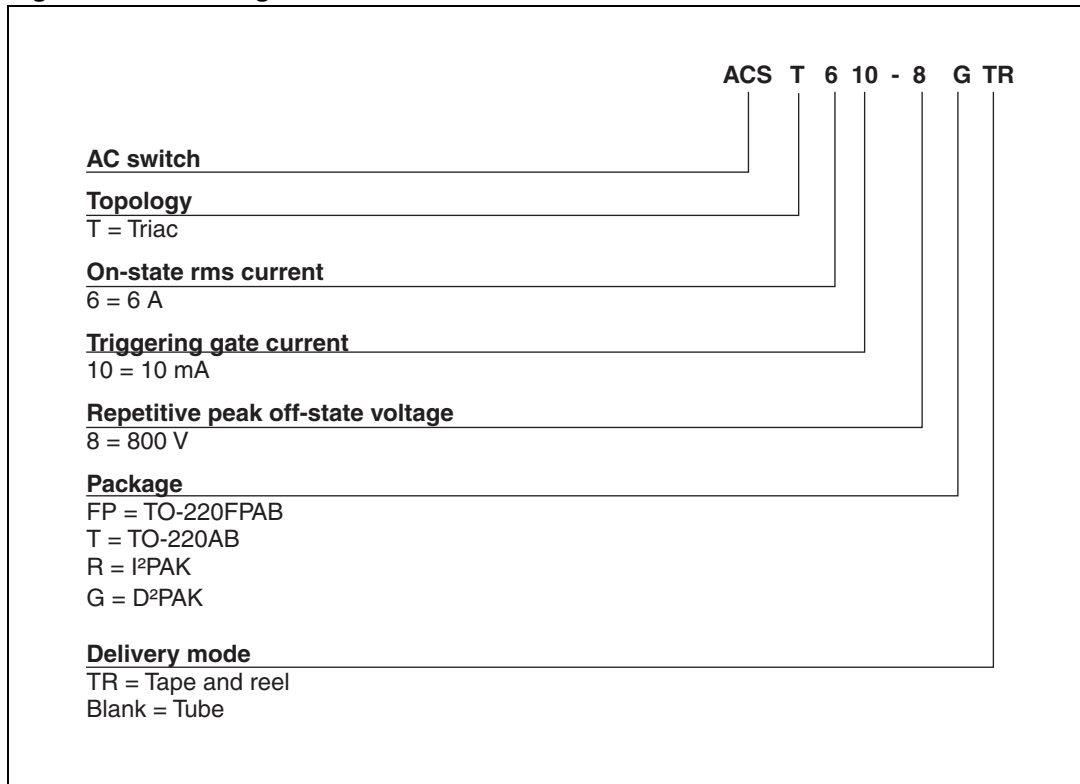 ACS T 6 10 - 8 G TR
AC switch
Topology
T = Triac
On-state rms current
6 = 6 A
Triggering gate current
10 = 10 mA
Repetitive peak off-state voltage
8 = 800 V
Package
FP = TO-220FPAB
T = TO-220AB
R = I²PAK
G = D²PAK
Delivery mode
TR = Tape and reel
Blank = Tube